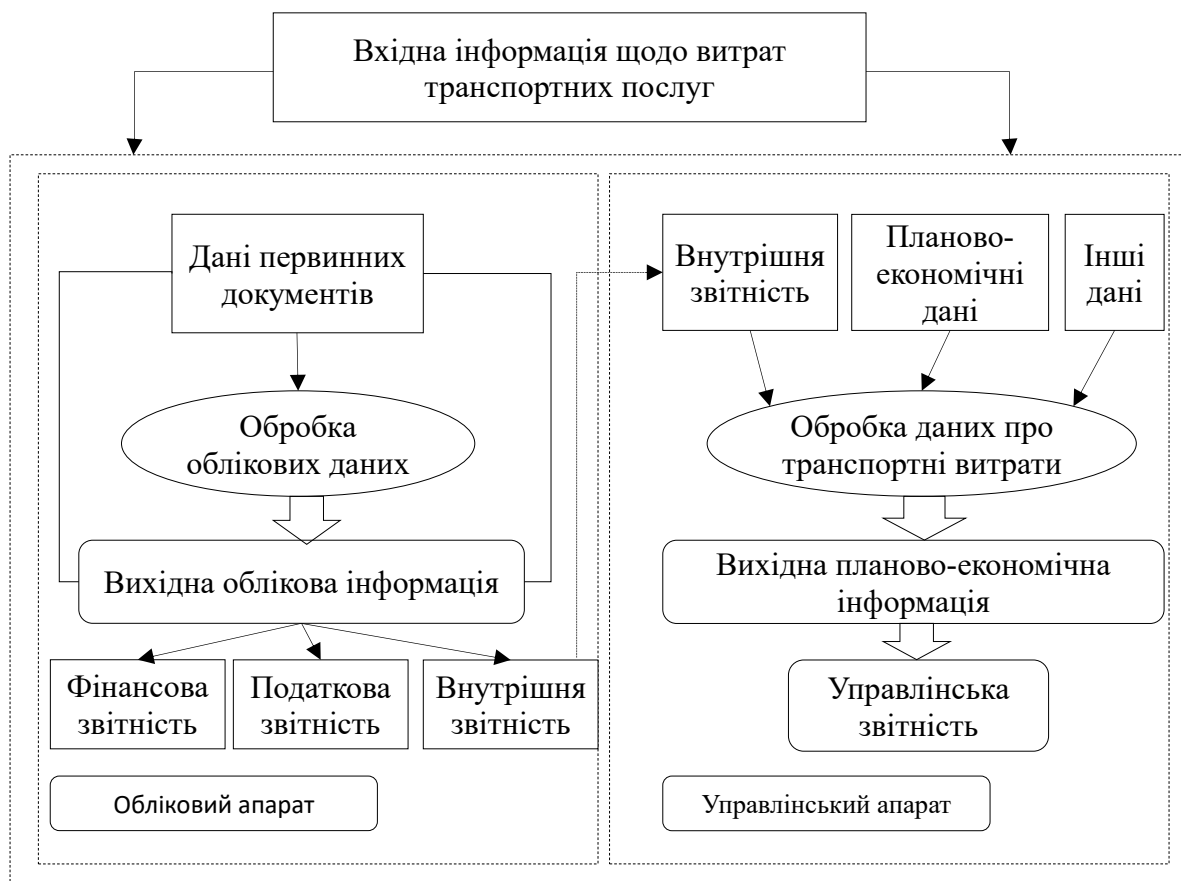 Вхідна інформація щодо витрат
транспортних послуг
Дані первинних
документів
Обробка
облікових даних
Вихідна облікова інформація
Фінансова
звітність
Податкова
звітність
Внутрішня
звітність
Обліковий апарат
Внутрішня
звітність
Планово-
економічні
дані
Інші
дані
Обробка даних про
транспортні витрати
Вихідна планово-економічна
інформація
Управлінська
звітність
Управлінський апарат